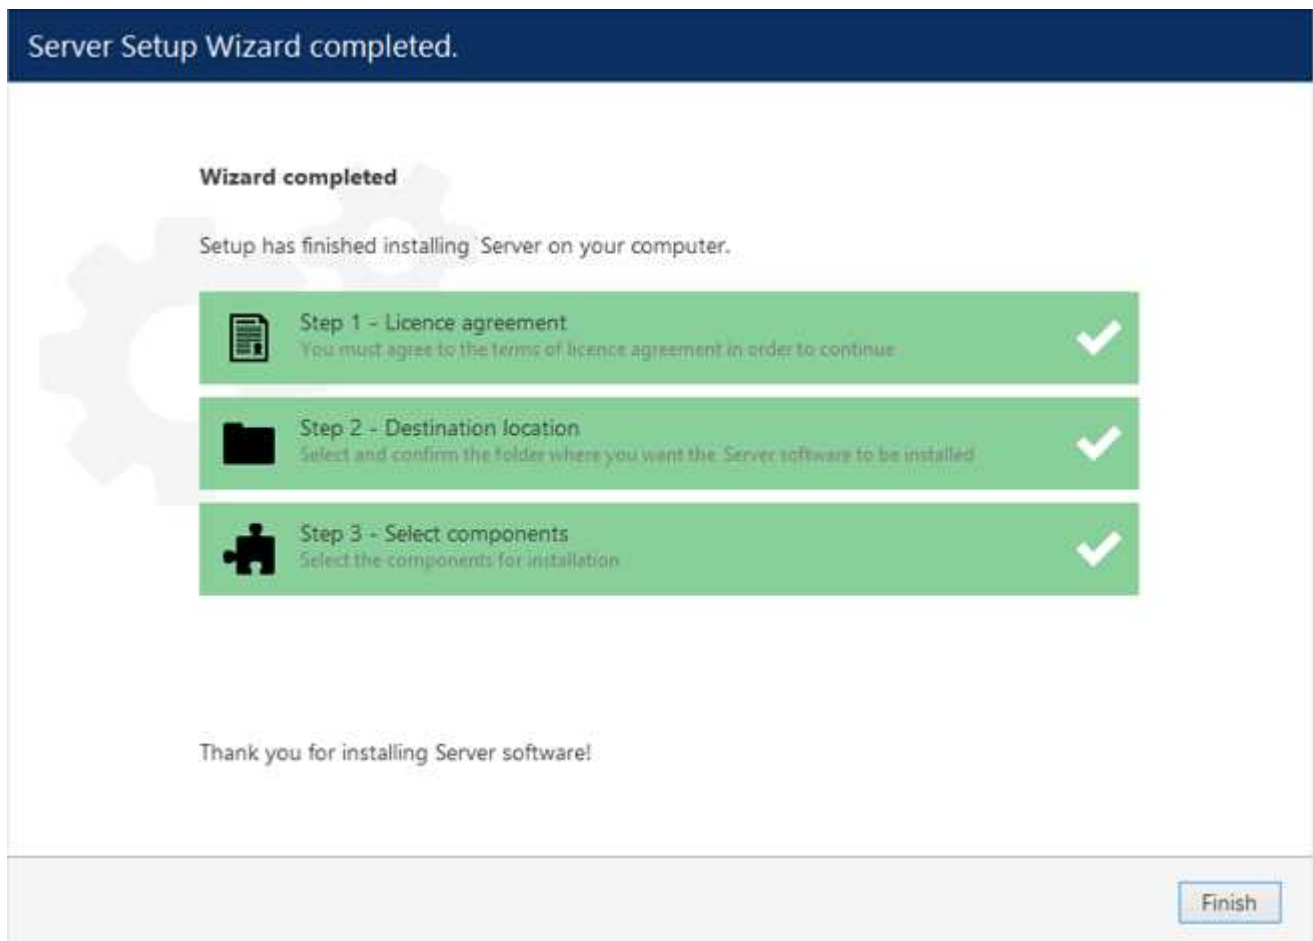 Server Setup Wizard completed.
Wizard completed
Setup has finished installing Server on your computer.
Step 1 - Licence agreement
You must agree to the terms of licence agreement in order to continue
Step 2 - Destination location
Select and confirm the folder where you want the Server software to be installed
Step 3 - Select components
Select the components for installation
Thank you for installing Server software!
Finish